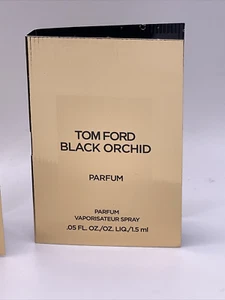 TOM FORD
BLACK ORCHID
PARFUM
PARFUM
VAPORISATEUR SPRAY
.05 FL. OZ./OZ. LIQ./1.5 ml